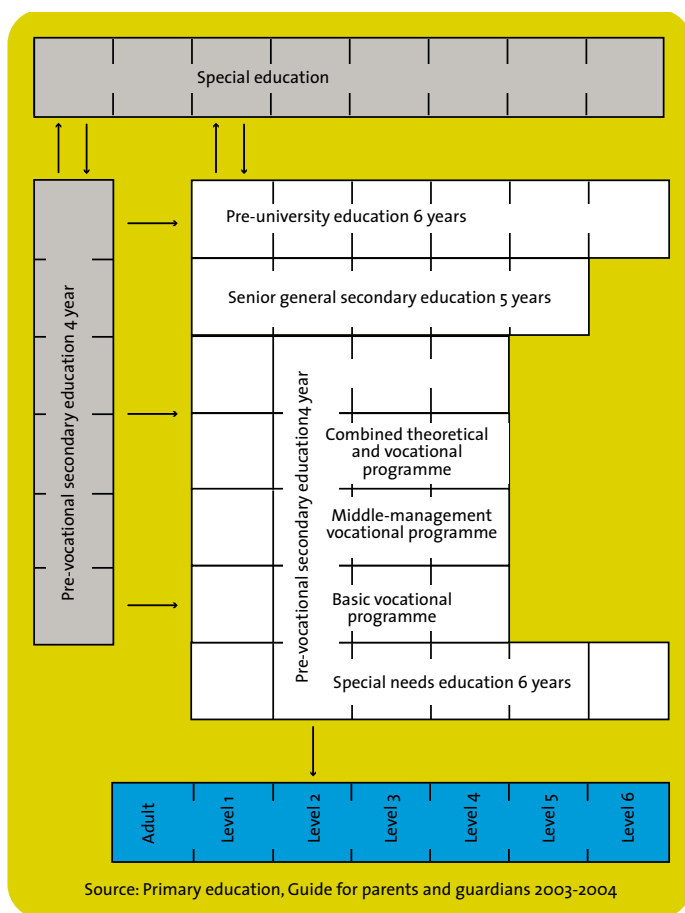 Special education
Pre-university education 6 years
Senior general secondary education 5 years
Pre-vocational secondary education 4 year
Pre-vocational secondary education4 year
Combined theoretical
and vocational
programme
Middle-management
vocational programme
Basic vocational
programme
Special needs education 6 years
Adult
Level 1
Level 2
Level 3
Level 4
Level 5
Level 6
Source: Primary education, Guide for parents and guardians 2003-2004